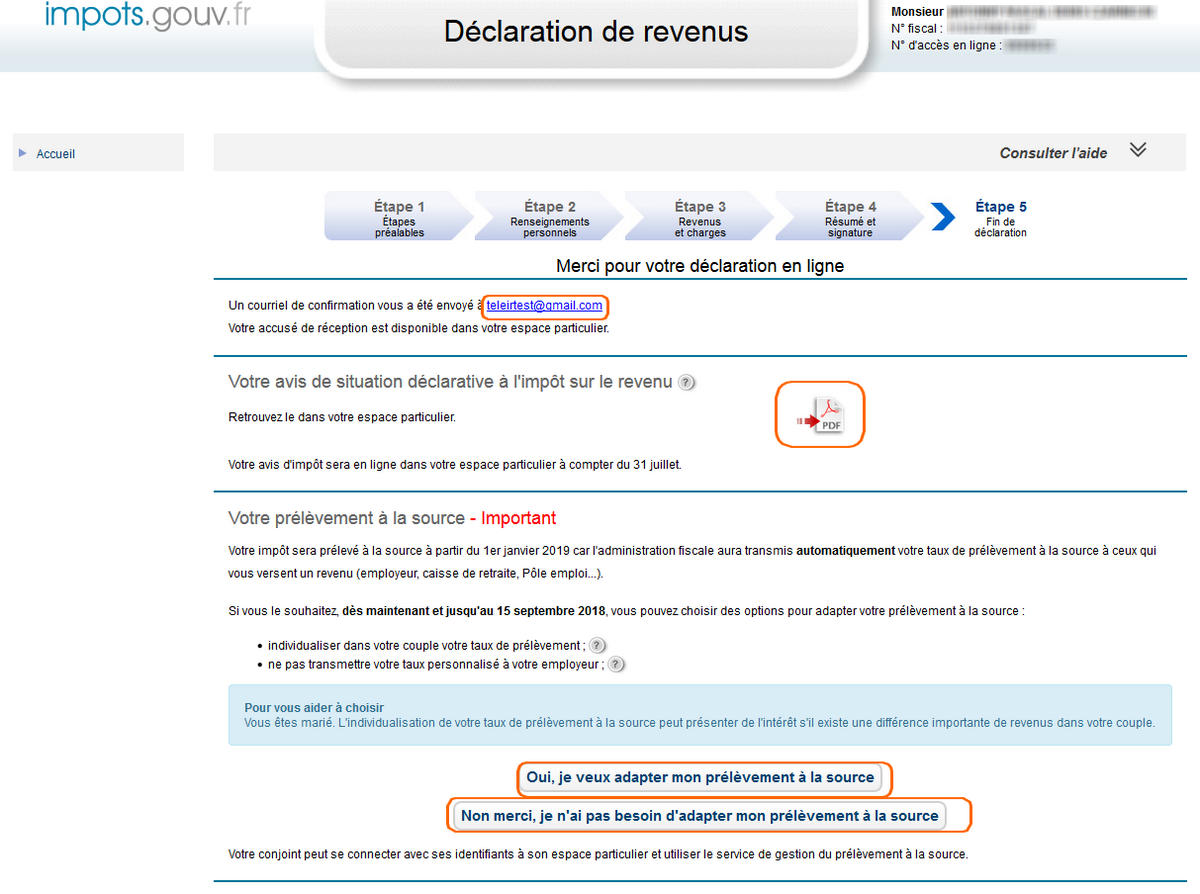 impots.gouv.fr
Déclaration de revenus
Monsieur
N° fiscal :
N° d'accès en ligne :
Accueil
Consulter l'aide
Étape 1
Étapes
préalables
Étape 2
Renseignements
personnels
Étape 3
Revenus
et charges
Étape 4
Résumé et
signature
Étape 5
Fin de
déclaration
Merci pour votre déclaration en ligne
Un courriel de confirmation vous a été envoyé à teleirtest@gmail.com
Votre accusé de réception est disponible dans votre espace particulier.
Votre avis de situation déclarative à l'impôt sur le revenu ?
Retrouvez le dans votre espace particulier.
PDF
Votre avis d'impôt sera en ligne dans votre espace particulier à compter du 31 juillet.
Votre prélèvement à la source - Important
Votre impôt sera prélevé à la source à partir du 1er janvier 2019 car l'administration fiscale aura transmis automatiquement votre taux de prélèvement à la source à ceux qui
vous versent un revenu (employeur, caisse de retraite, Pôle emploi...).
Si vous le souhaitez, dès maintenant et jusqu'au 15 septembre 2018, vous pouvez choisir des options pour adapter votre prélèvement à la source :
• individualiser dans votre couple votre taux de prélèvement ; ?
• ne pas transmettre votre taux personnalisé à votre employeur ; ?
Pour vous aider à choisir
Vous êtes marié. L'individualisation de votre taux de prélèvement à la source peut présenter de l'intérêt s'il existe une différence importante de revenus dans votre couple.
Oui, je veux adapter mon prélèvement à la source
Non merci, je n'ai pas besoin d'adapter mon prélèvement à la source
Votre conjoint peut se connecter avec ses identifiants à son espace particulier et utiliser le service de gestion du prélèvement à la source.